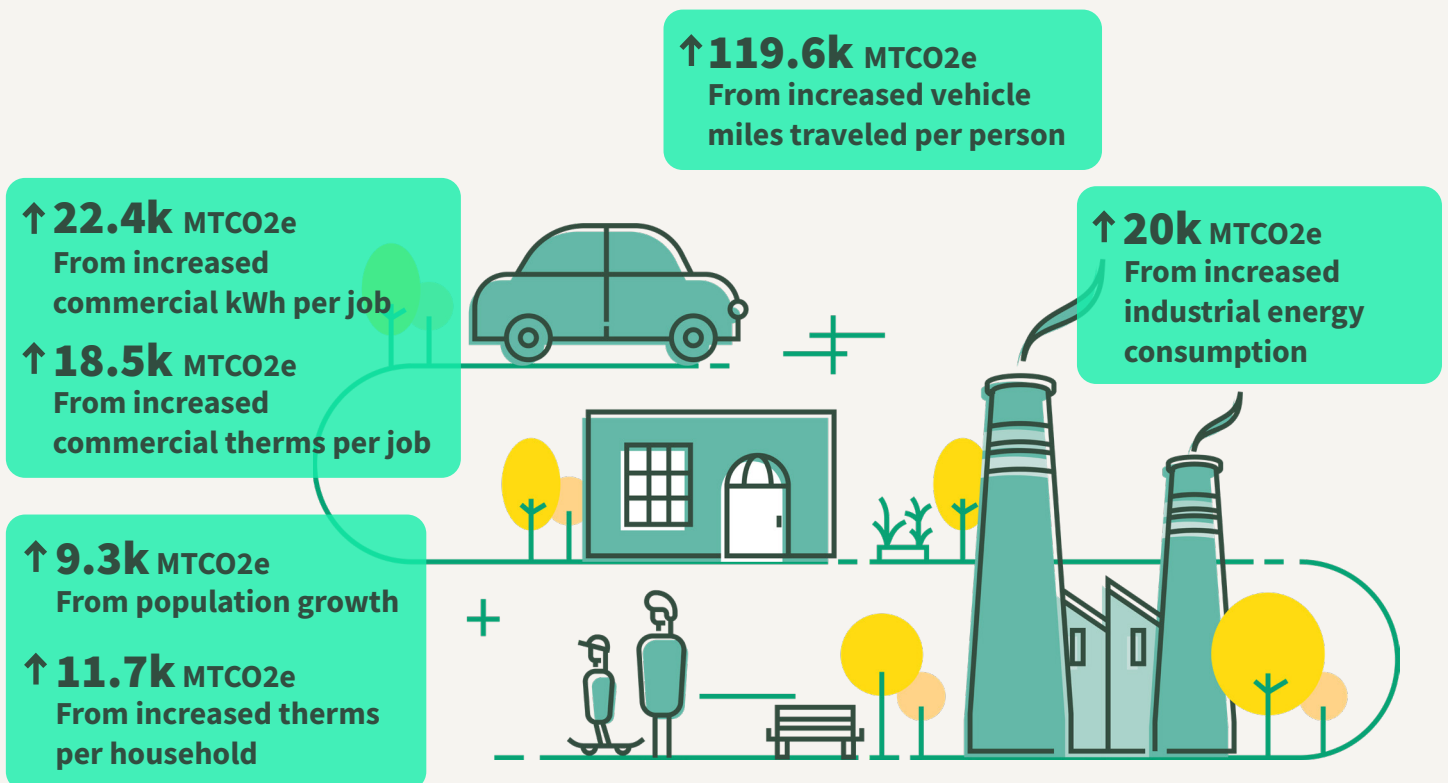 ↑119.6k MTCO2e
From increased vehicle
miles traveled per person
↑22.4k MTCO2e
From increased
commercial kWh per job
↑18.5k MTCO2e
From increased
commercial therms per job
↑20k MTCO2e
From increased
industrial energy
consumption
↑9.3k MTCO2e
From population growth
↑11.7k MTCO2e
From increased therms
per household